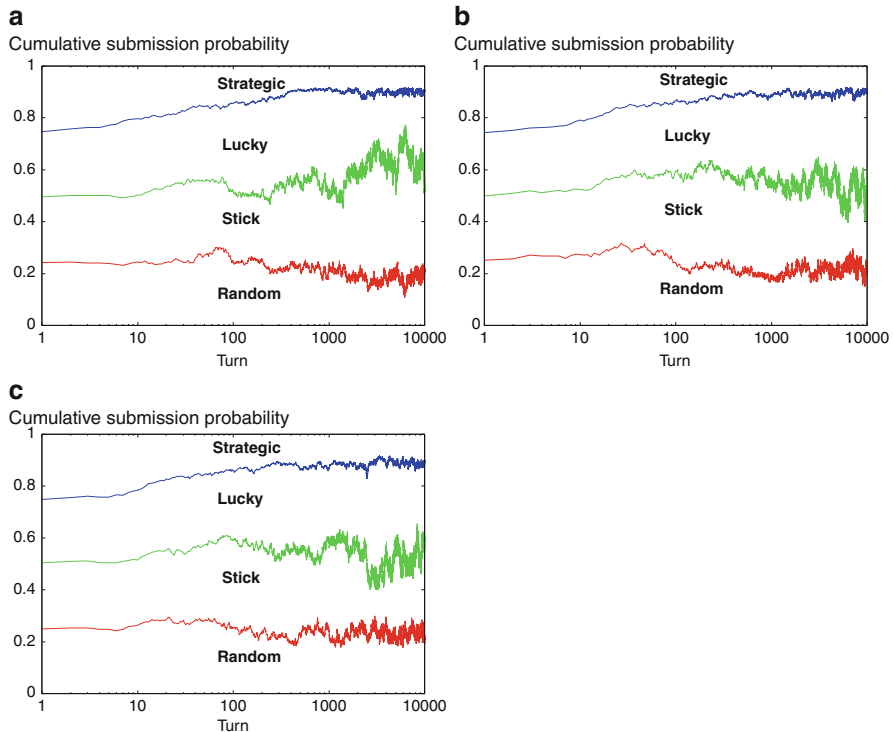 a
Cumulative submission probability
1
0.8
0.6
0.4
0.2
0
Strategic
Lucky
Stick
Random
1 10 100 1000 10000
Turn
b
Cumulative submission probability
1
0.8
0.6
0.4
0.2
0
Strategic
Lucky
Stick
Random
1 10 100 1000 10000
Turn
c
Cumulative submission probability
1
0.8
0.6
0.4
0.2
0
Strategic
Lucky
Stick
Random
1 10 100 1000 10000
Turn